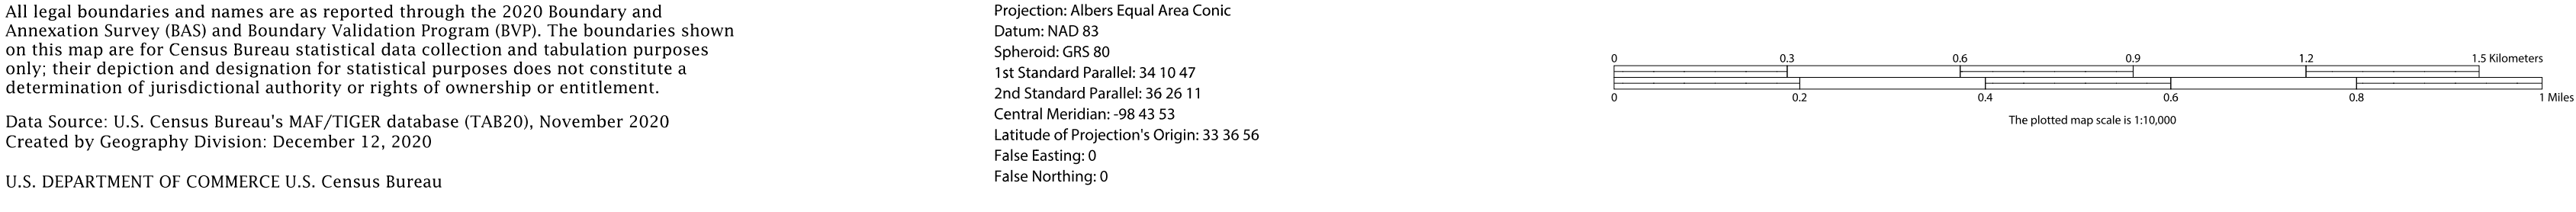 All legal boundaries and names are as reported through the 2020 Boundary and
Annexation Survey (BAS) and Boundary Validation Program (BVP). The boundaries shown
on this map are for Census Bureau statistical data collection and tabulation purposes
only; their depiction and designation for statistical purposes does not constitute a
determination of jurisdictional authority or rights of ownership or entitlement.
Data Source: U.S. Census Bureau's MAF/TIGER database (TAB20), November 2020
Created by Geography Division: December 12, 2020
U.S. DEPARTMENT OF COMMERCE U.S. Census Bureau
Projection: Albers Equal Area Conic
Datum: NAD 83
Spheroid: GRS 80
1st Standard Parallel: 34 10 47
2nd Standard Parallel: 36 26 11
Central Meridian: -98 43 53
Latitude of Projection's Origin: 33 36 56
False Easting: 0
False Northing: 0
0 0.3 0.6 0.9 1.2 1.5 Kilometers
0 0.2 0.4 0.6 0.8 1 Miles
The plotted map scale is 1:10,000